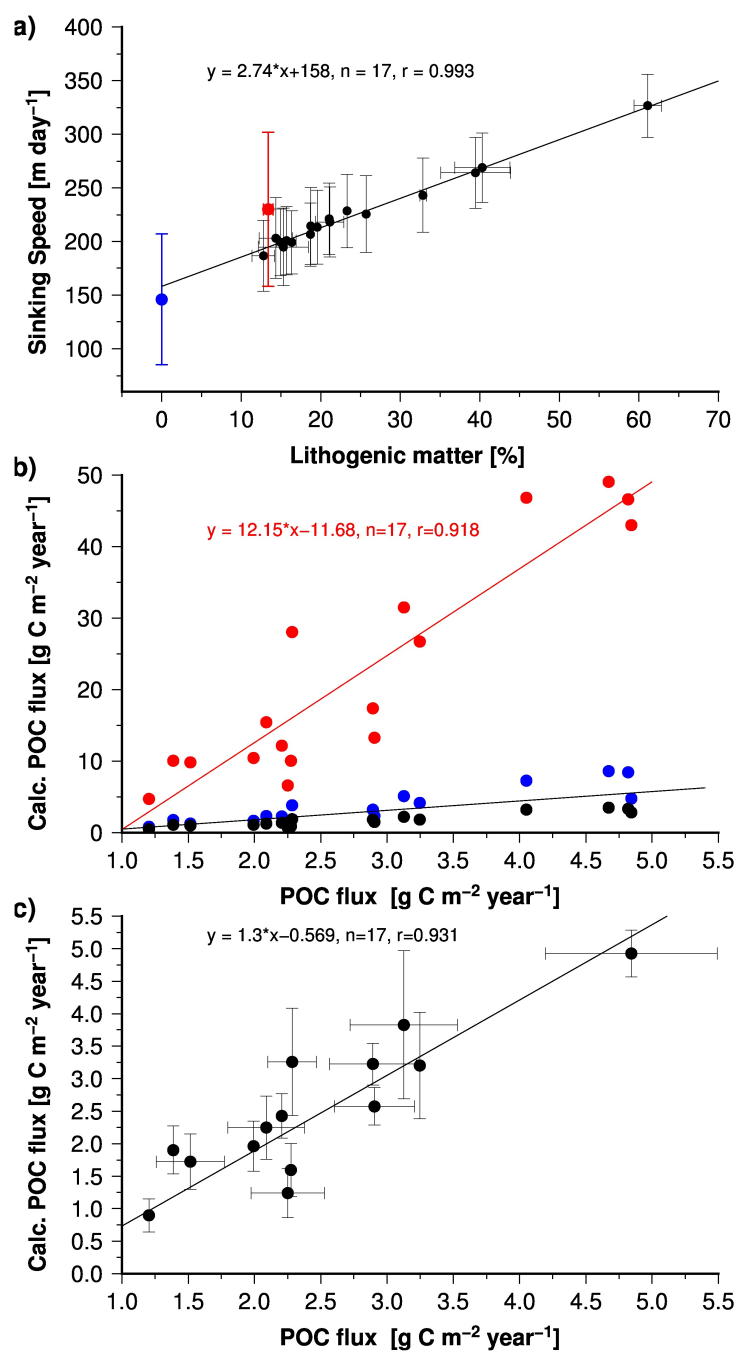 a)
y = 2.74*x+158, n = 17, r = 0.993
Sinking Speed [m day⁻¹]
400
350
300
250
200
150
100
0 10 20 30 40 50 60 70
Lithogenic matter [%]
b)
y = 12.15*x−11.68, n=17, r=0.918
Calc. POC flux [g C m⁻² year⁻¹]
50
40
30
20
10
0
1.0 1.5 2.0 2.5 3.0 3.5 4.0 4.5 5.0 5.5
POC flux [g C m⁻² year⁻¹]
c)
y = 1.3*x−0.569, n=17, r=0.931
Calc. POC flux [g C m⁻² year⁻¹]
5.5
5.0
4.5
4.0
3.5
3.0
2.5
2.0
1.5
1.0
0.5
0.0
1.0 1.5 2.0 2.5 3.0 3.5 4.0 4.5 5.0 5.5
POC flux [g C m⁻² year⁻¹]